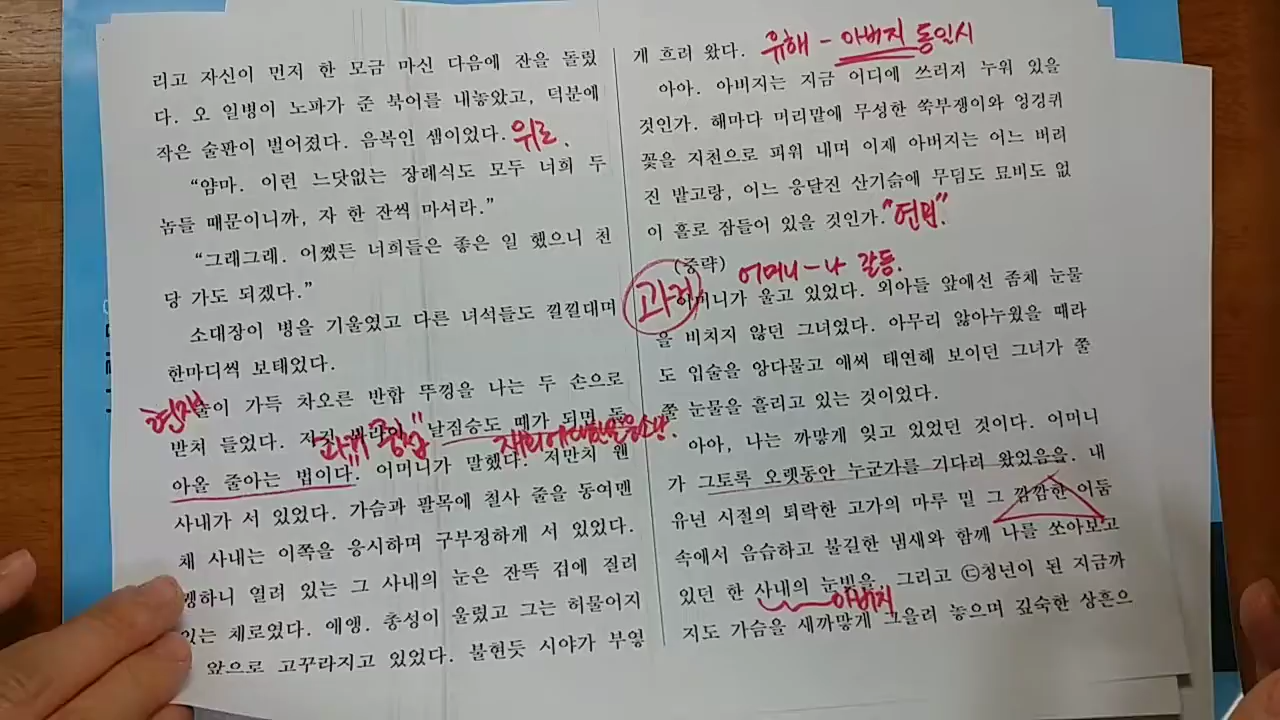 리고 자신이 먼저 한 모금 마신 다음에 잔을 돌렸
다. 오 일병이 노파가 준 북어를 내놓았고, 덕분에
작은 술판이 벌어졌다. 음복인 셈이었다. 위로.
“얌마. 이런 느닷없는 장례식도 모두 너희 두
놈들 때문이니까, 자 한 잔씩 마셔라.”
“그래그래. 어쨌든 너희들은 좋은 일 했으니 천
당 가도 되겠다.”
소대장이 병을 기울였고 다른 녀석들도 낄낄대며
한마디씩 보태었다.
현재
술이 가득 차오른 반합 뚜껑을 나는 두 손으로
받쳐 들었다. 날짐승도 때가 되면
아울 줄아는 법이다. 어머니가 말했다. 저만치 웬
사내가 서 있었다. 가슴과 팔목에 철사 줄을 동여맨
채 사내는 이쪽을 응시하며 구부정하게 서 있었다.
열려 있는 그 사내의 눈은 잔뜩 겁에 질려
있는 채로였다. 애앵. 총성이 울렸고 그는 허물어지
앞으로 고꾸라지고 있었다. 불현듯 시야가 부옇
게 흐려 왔다. 유해 - 아버지 동일시
아아. 아버지는 지금 어디에 쓰러져 누워 있을
것인가. 해마다 머리맡에 무성한 쑥부쟁이와 엉겅퀴
꽃을 지천으로 피워 내며 이제 아버지는 어느 버려
진 밭고랑, 어느 응달진 산기슭에 무덤도 묘비도 없
이 홀로 잠들어 있을 것인가. "연민".
(중략) 어머니-나 갈등.
과거
어머니가 울고 있었다. 외아들 앞에선 좀체 눈물
을 비치지 않던 그녀였다. 아무리 앓아누웠을 때라
도 입술을 앙다물고 애써 태연해 보이던 그녀가 쭐
쭐 눈물을 흘리고 있는 것이었다.
아아, 나는 까맣게 잊고 있었던 것이다. 어머니
가 그토록 오랫동안 누군가를 기다려 왔었음을. 내
유년 시절의 퇴락한 고가의 마루 밑 그 깜깜한 어둠
속에서 음습하고 불길한 냄새와 함께 나를 쏘아보고
있던 한 사내의 눈빛을, 그리고 ㉢청년이 된 지금까
아버지
지도 가슴을 새까맣게 그을려 놓으며 깊숙한 상흔으